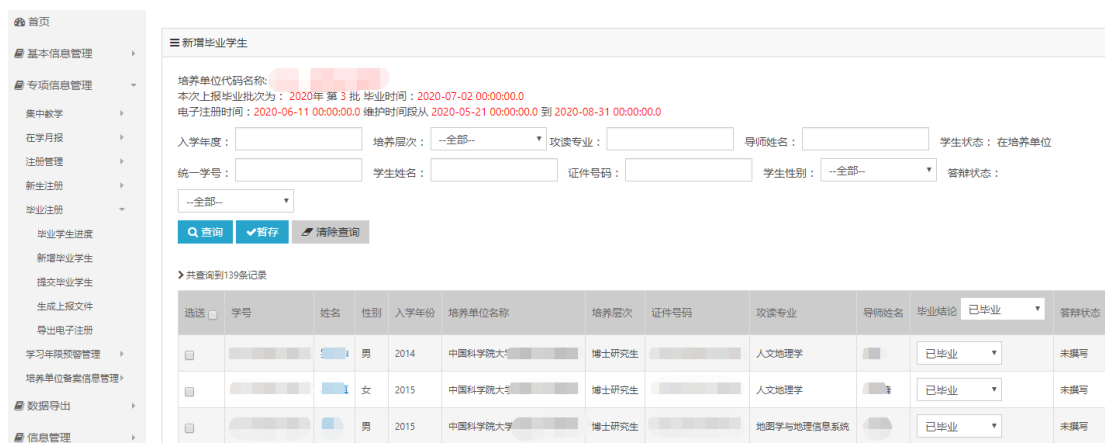 首页
基本信息管理
专项信息管理
集中教学
在学月报
注册管理
新生注册
毕业注册
毕业学生进度
新增毕业学生
提交毕业学生
生成上报文件
导出电子注册
学习年限预警管理
培养单位备案信息管理
数据导出
信息管理
新增毕业学生
培养单位代码名称:
本次上报毕业批次为： 2020年 第 3 批 毕业时间：2020-07-02 00:00:00.0
电子注册时间：2020-06-11 00:00:00.0 维护时间段从 2020-05-21 00:00:00.0 到 2020-08-31 00:00:00.0
入学年度： 培养层次： --全部-- 攻读专业： 导师姓名： 学生状态： 在培养单位
统一学号： 学生姓名： 证件号码： 学生性别： --全部-- 答辩状态：
--全部--
查询 暂存 清除查询
共查询到139条记录
选送 学号 姓名 性别 入学年份 培养单位名称 培养层次 证件号码 攻读专业 导师姓名 毕业结论 已毕业 答辩状态
男 2014 中国科学院大 博士研究生 人文地理学 已毕业 未撰写
女 2015 中国科学院大学 博士研究生 人文地理学 已毕业 未撰写
男 2015 中国科学院大学 博士研究生 地图学与地理信息系统 已毕业 未撰写